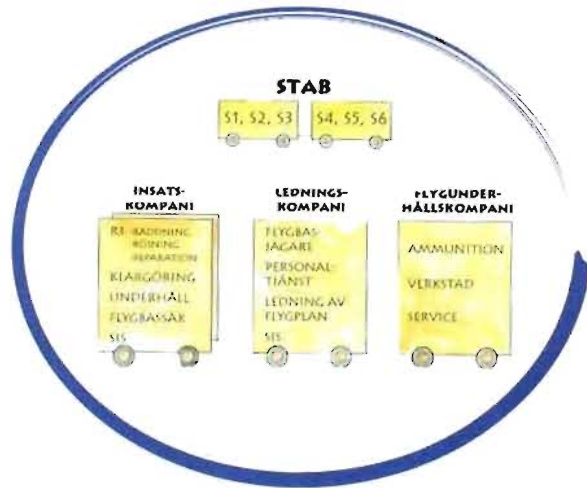 STAB
S1, S2, S3
S4, S5, S6
INSATS-
KOMPANI
R3 RÄDDNING
RÖJNING
REPARATION
KLARGÖRING
UNDERHÅLL
FLYGBASSÄK
SIS
LEDNINGS-
KOMPANI
FLYGBAS-
JÄGARE
PERSONAL-
TJÄNST
LEDNING AV
FLYGPLAN
SIS
FLYGUNDER-
HÅLLSKOMPANI
AMMUNITION
VERKSTAD
SERVICE